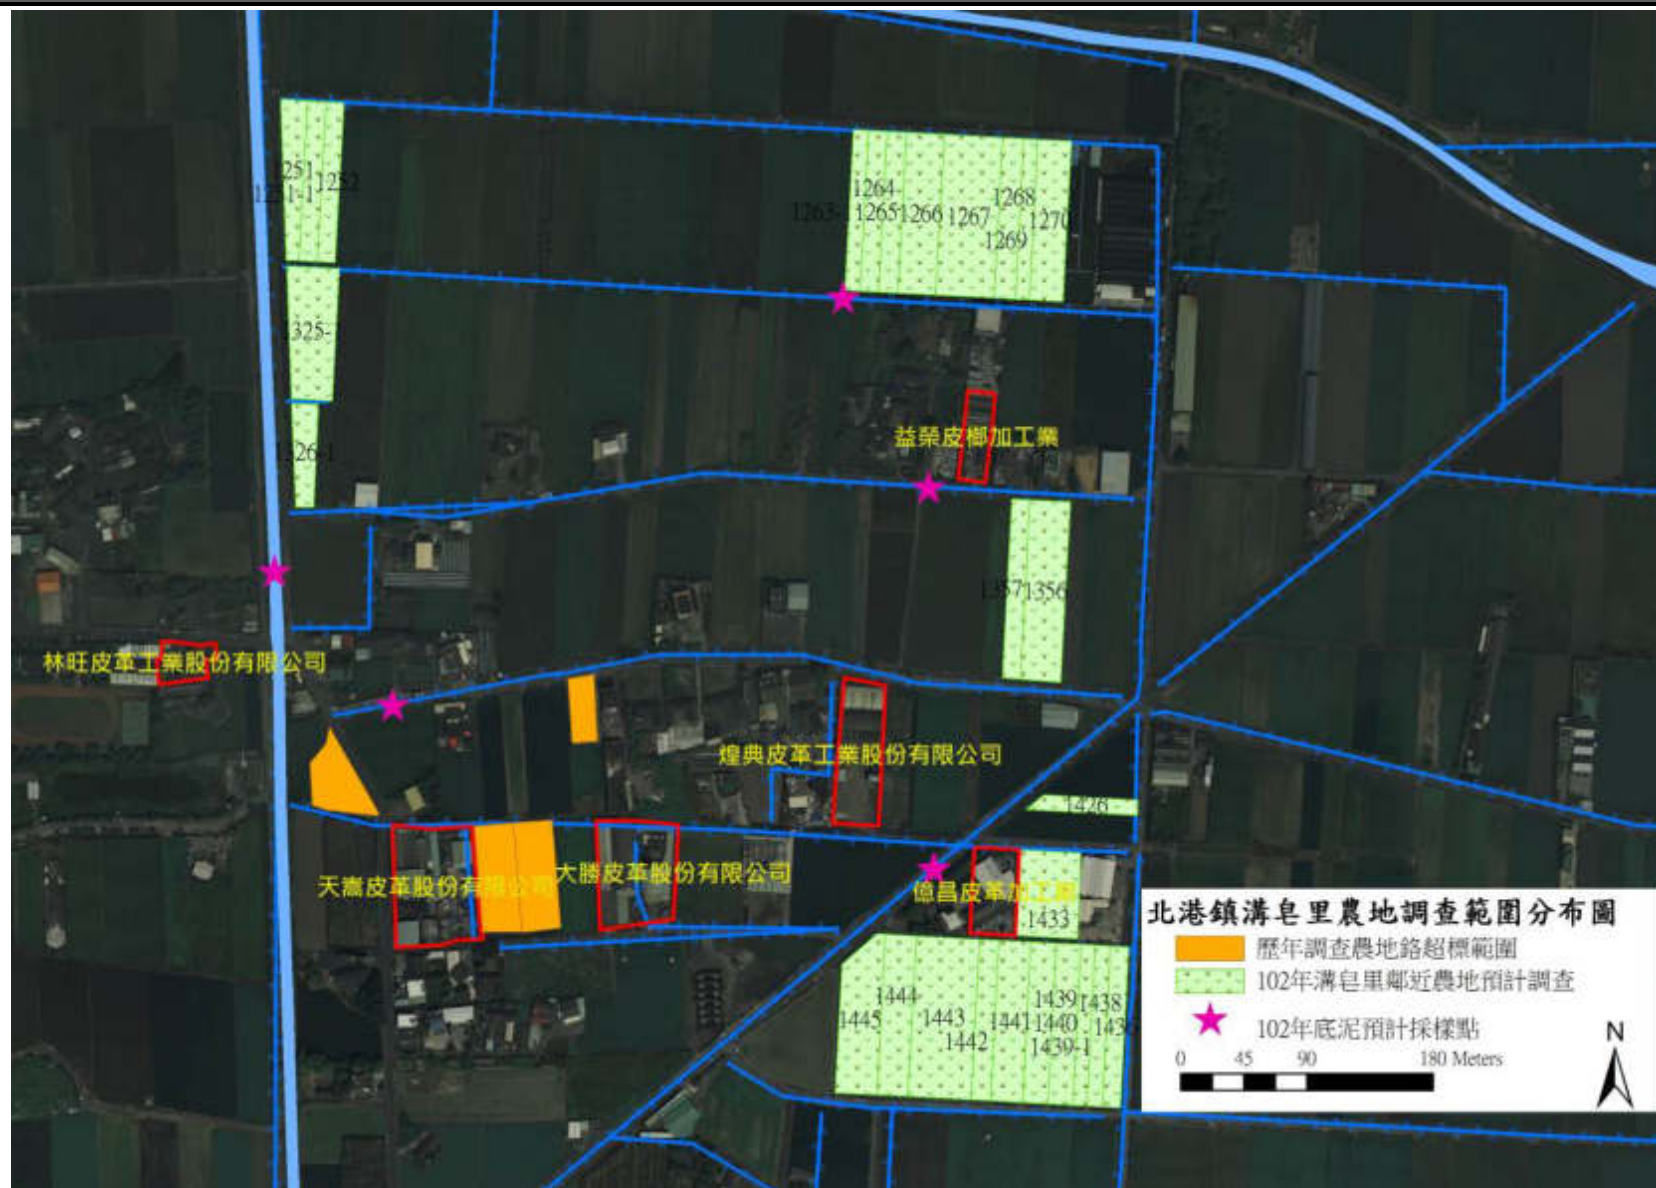 1251
1251-1
1252
1263-1
1264
1265
1266
1267
1268
1269
1270
1325-1
1326-1
益榮皮櫛加工業
1357
1356
林旺皮革工業股份有限公司
煌典皮革工業股份有限公司
1426
天嵩皮革股份有限公司
大勝皮革股份有限公司
億昌皮革加工廠
1433
1445
1444
1443
1442
1441
1439
1440
1439-1
1438
北港鎮溝皂里農地調查範圍分布圖
歷年調查農地鉻超標範圍
102年溝皂里鄰近農地預計調查
102年底泥預計採樣點
0 45 90 180 Meters
N